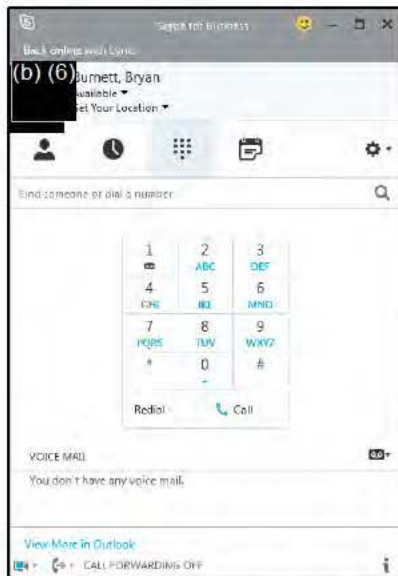 Skype for Business
Back online with Lync
(b) (6)
Burnett, Bryan
Available
Set Your Location
Find someone or dial a number
1 2 3
ABC DEF
4 5 6
GHI JKL MNO
7 8 9
PQRS TUV WXYZ
* 0 #
Redial Call
VOICE MAIL
You don't have any voice mail.
View More in Outlook
CALL FORWARDING OFF